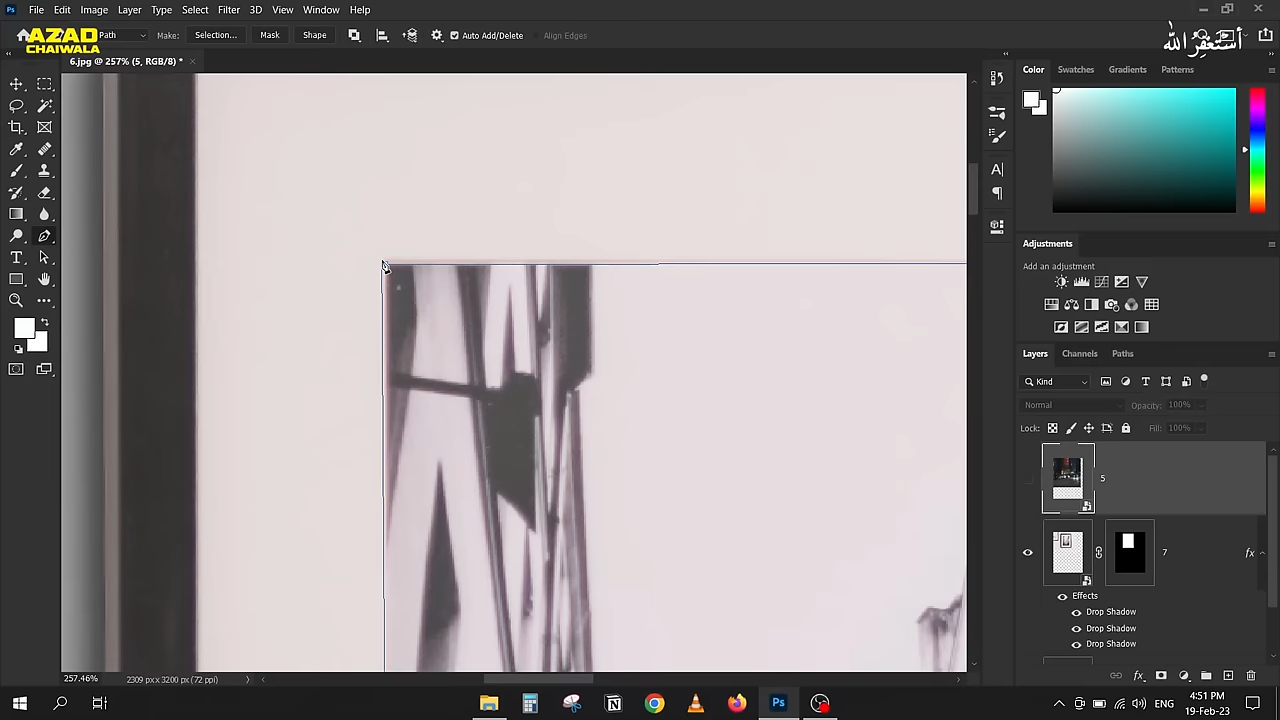 File Edit Image Layer Type Select Filter 3D View Window Help
AZAD
CHAIWALA
Path Make: Selection... Mask Shape Auto Add/Delete Align Edges
أستغفر الله
6.jpg @ 257% (5, RGB/8) *
Color Swatches Gradients Patterns
Adjustments
Add an adjustment
Layers Channels Paths
Kind
Normal Opacity: 100%
Lock: Fill: 100%
5
7 fx
Effects
Drop Shadow
Drop Shadow
Drop Shadow
257.46% 2309 px x 3200 px (72 ppi)
ENG
4:51 PM
19-Feb-23